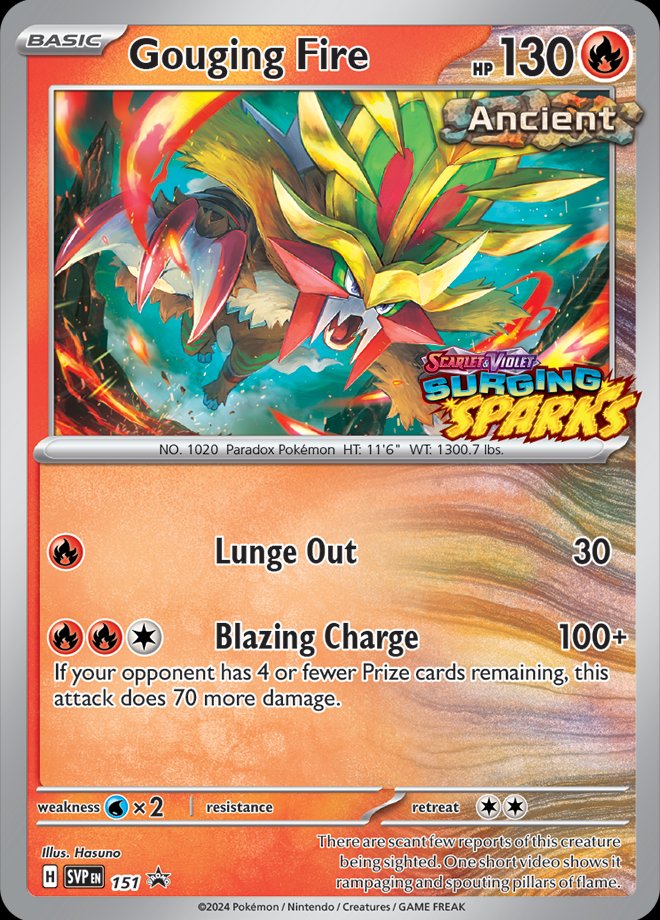 BASIC
Gouging Fire
HP 130
Ancient
SCARLET & VIOLET
SURGING
SPARKS
NO. 1020 Paradox Pokémon HT: 11'6" WT: 1300.7 lbs.
Lunge Out 30
Blazing Charge 100+
If your opponent has 4 or fewer Prize cards remaining, this
attack does 70 more damage.
weakness ×2 resistance retreat
Illus. Hasuno
There are scant few reports of this creature
being sighted. One short video shows it
rampaging and spouting pillars of flame.
H SVP EN 151 PROMO
©2024 Pokémon / Nintendo / Creatures / GAME FREAK